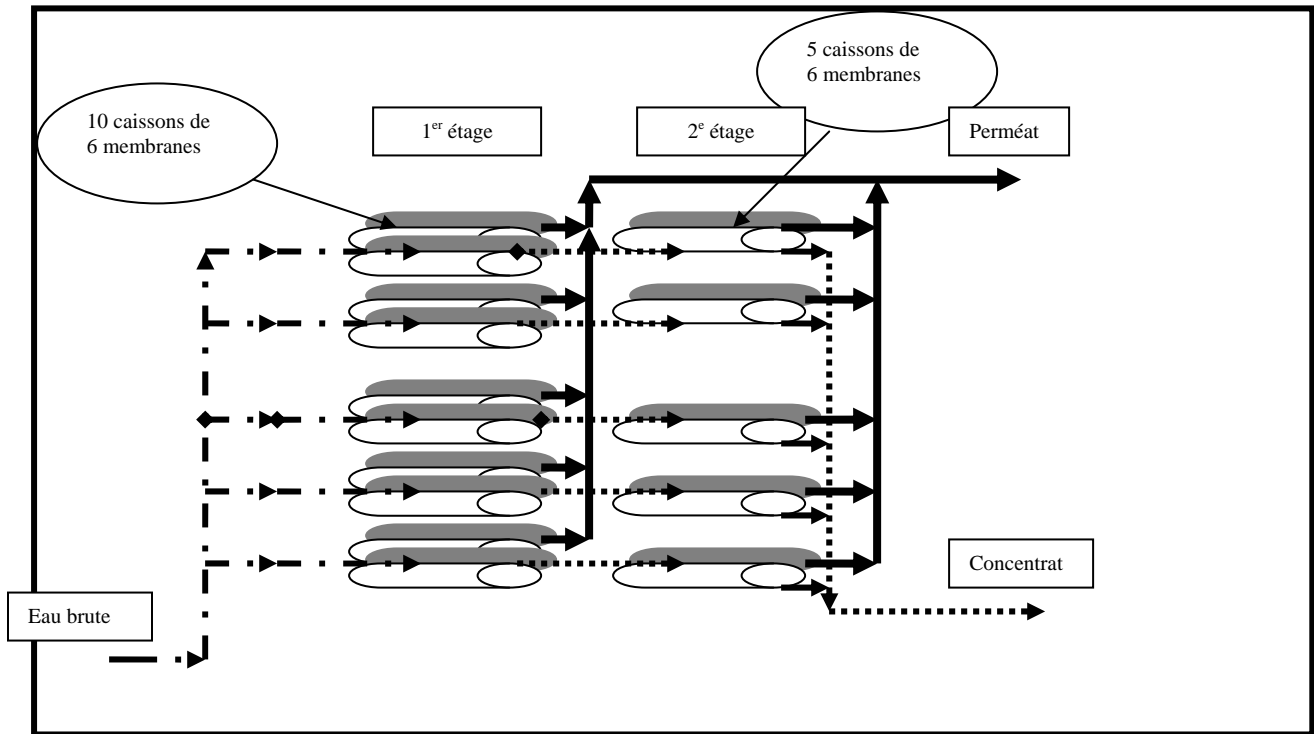 5 caissons de
6 membranes
10 caissons de
6 membranes
1er étage
2e étage
Perméat
Concentrat
Eau brute